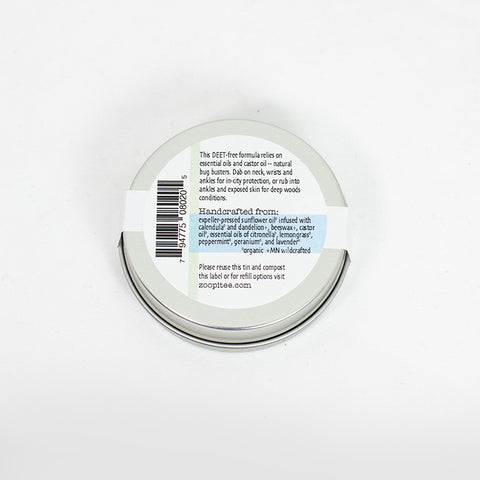 This DEET-free formula relies on
essential oils and castor oil -- natural
bug busters. Dab on neck, wrists and
ankles for in-city protection, or rub into
ankles and exposed skin for deep woods
conditions.
Handcrafted from:
expeller-pressed sunflower oil° infused with
calendula° and dandelion+, beeswax+, castor
oil°, essential oils of citronella°, lemongrass°,
peppermint°, geranium°, and lavender°
°organic +MN wildcrafted
Please reuse this tin and compost
this label or for refill options visit
zoopitee.com
7 94775 08020 5